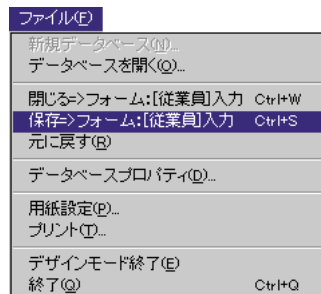 ファイル(F)
新規データベース(N)...
データベースを開く(O)...
閉じる=>フォーム:[従業員]入力 Ctrl+W
保存=>フォーム:[従業員]入力 Ctrl+S
元に戻す(R)
データベースプロパティ(D)...
用紙設定(P)...
プリント(T)...
デザインモード終了(E)
終了(Q) Ctrl+Q